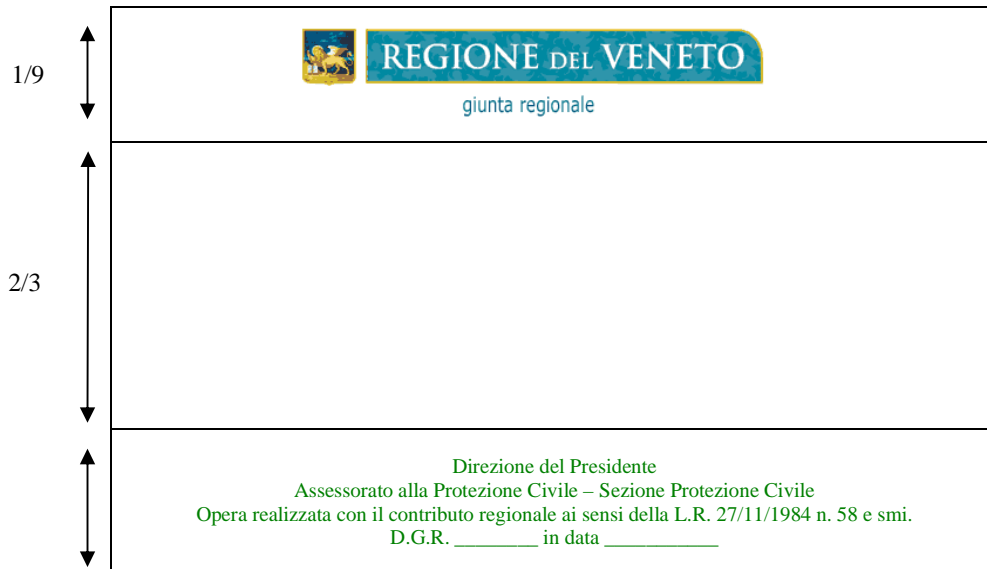 1/9
REGIONE DEL VENETO
giunta regionale
2/3
Direzione del Presidente
Assessorato alla Protezione Civile – Sezione Protezione Civile
Opera realizzata con il contributo regionale ai sensi della L.R. 27/11/1984 n. 58 e smi.
D.G.R. ________ in data ___________